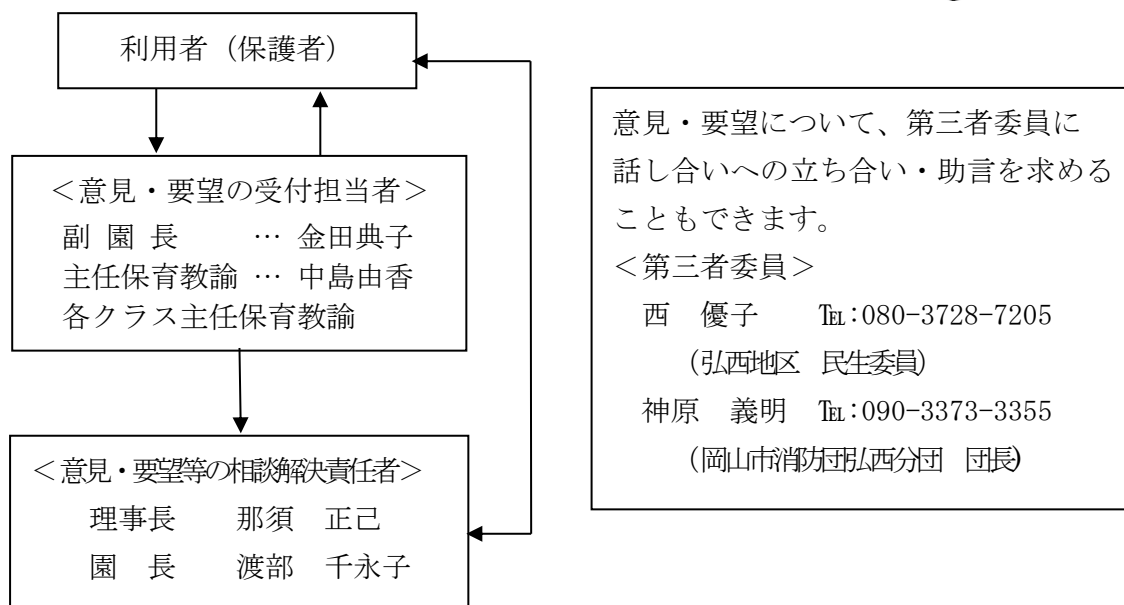 利用者（保護者）
＜意見・要望の受付担当者＞
副 園 長　　… 金田典子
主任保育教諭 … 中島由香
各クラス主任保育教諭
＜意見・要望等の相談解決責任者＞
理事長　　那須　正己
園　長　　渡部　千永子
意見・要望について、第三者委員に
話し合いへの立ち合い・助言を求める
こともできます。
＜第三者委員＞
西　優子　　℡:080-3728-7205
（弘西地区　民生委員）
神原　義明　℡:090-3373-3355
（岡山市消防団弘西分団　団長）